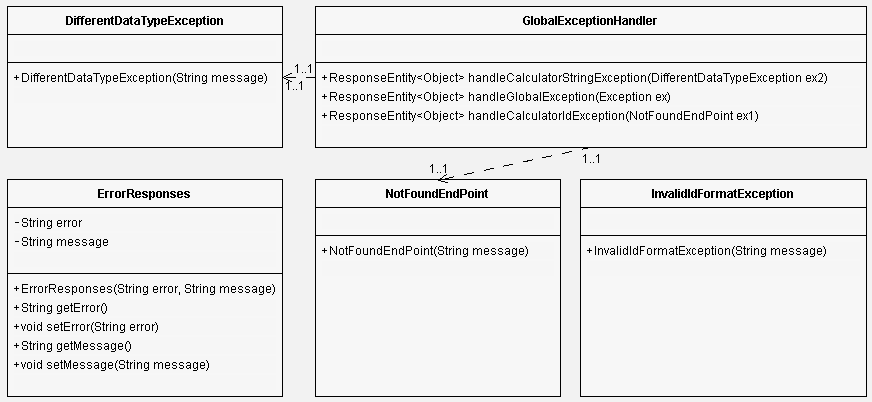 DifferentDataTypeException
+DifferentDataTypeException(String message)
GlobalExceptionHandler
+ResponseEntity<Object> handleCalculatorStringException(DifferentDataTypeException ex2)
+ResponseEntity<Object> handleGlobalException(Exception ex)
+ResponseEntity<Object> handleCalculatorIdException(NotFoundEndPoint ex1)
1..1
1..1
1..1
1..1
ErrorResponses
-String error
-String message
+ErrorResponses(String error, String message)
+String getError()
+void setError(String error)
+String getMessage()
+void setMessage(String message)
NotFoundEndPoint
+NotFoundEndPoint(String message)
InvalidIdFormatException
+InvalidIdFormatException(String message)